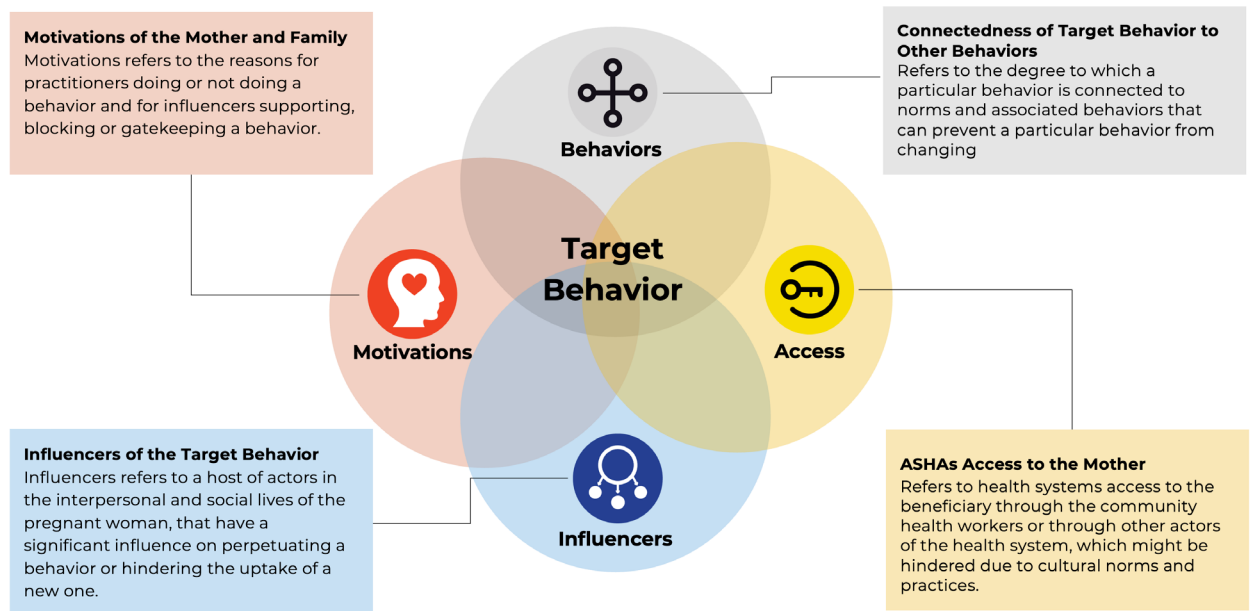 Motivations of the Mother and Family
Motivations refers to the reasons for
practitioners doing or not doing a
behavior and for influencers supporting,
blocking or gatekeeping a behavior.
Connectedness of Target Behavior to
Other Behaviors
Refers to the degree to which a
particular behavior is connected to
norms and associated behaviors that
can prevent a particular behavior from
changing
Behaviors
Target
Behavior
Motivations
Access
Influencers
Influencers of the Target Behavior
Influencers refers to a host of actors in
the interpersonal and social lives of the
pregnant woman, that have a
significant influence on perpetuating a
behavior or hindering the uptake of a
new one.
ASHAs Access to the Mother
Refers to health systems access to the
beneficiary through the community
health workers or through other actors
of the health system, which might be
hindered due to cultural norms and
practices.